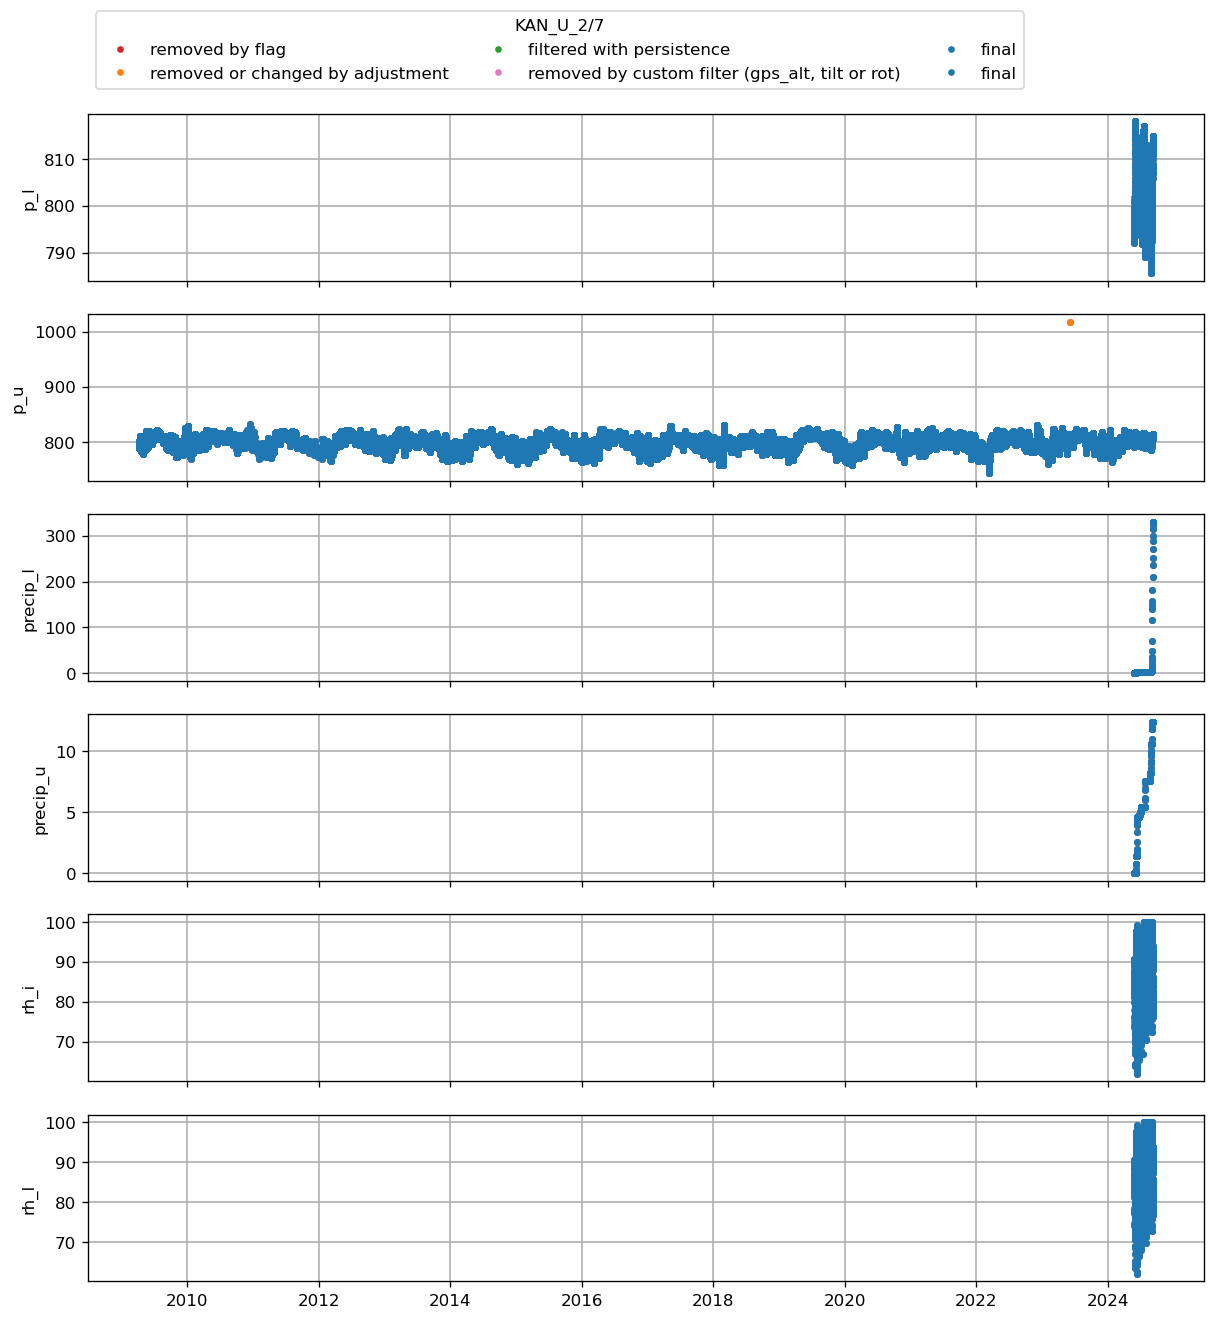 KAN_U_2/7
removed by flag
filtered with persistence
final
removed or changed by adjustment
removed by custom filter (gps_alt, tilt or rot)
final
810
800
790
p_l
1000
900
800
p_u
300
200
100
0
precip_l
10
5
0
precip_u
100
90
80
70
rh_i
100
90
80
70
rh_l
2010 2012 2014 2016 2018 2020 2022 2024